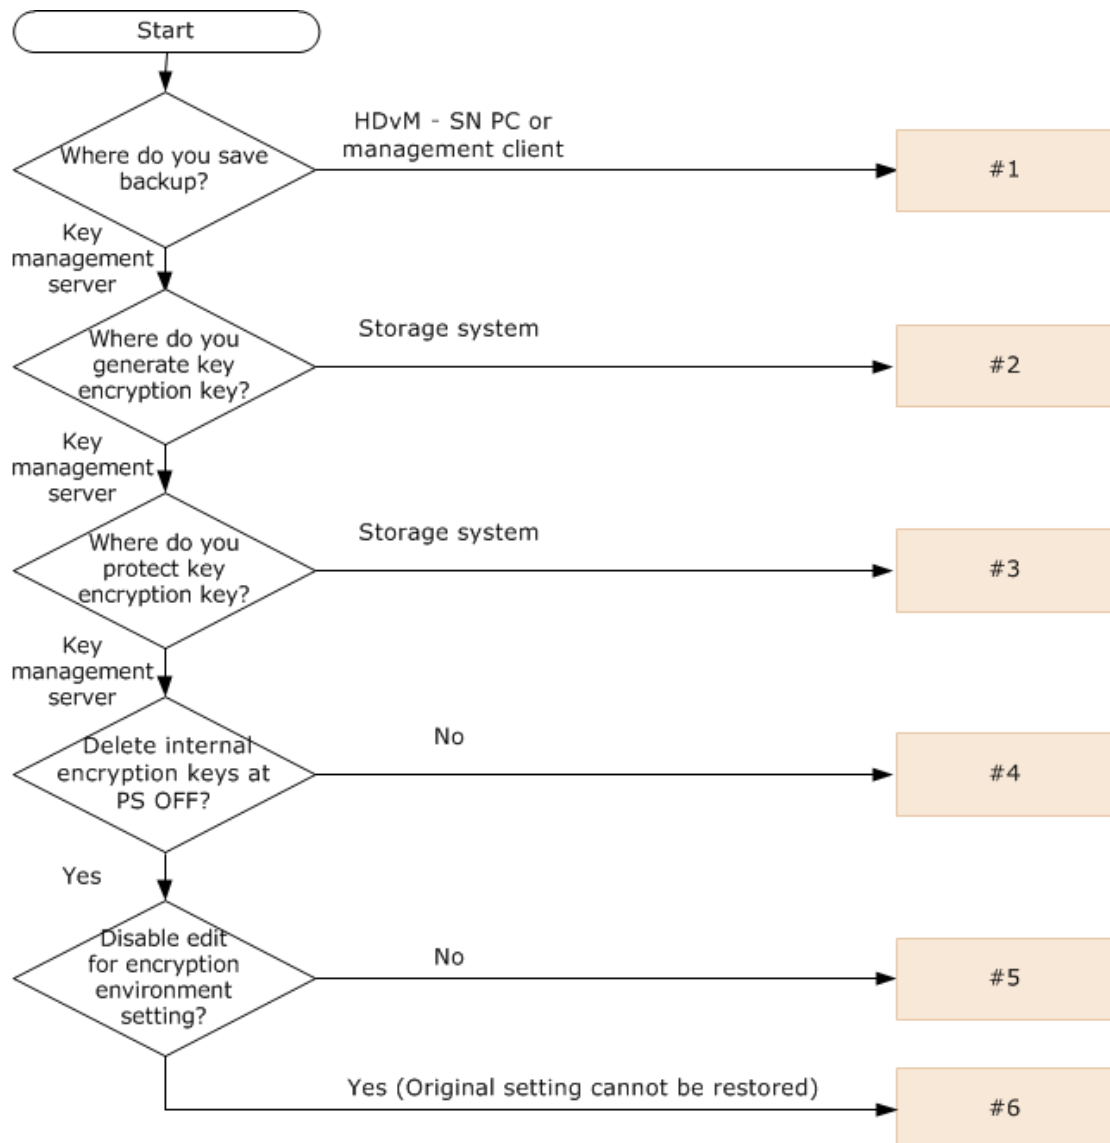 Start
HDvM - SN PC or
management client
Where do you save
backup?
#1
Key
management
server
Where do you
generate key
encryption key?
Storage system
#2
Key
management
server
Where do you
protect key
encryption key?
Storage system
#3
Key
management
server
Delete internal
encryption keys at
PS OFF?
No
#4
Yes
Disable edit
for encryption
environment
setting?
No
#5
Yes (Original setting cannot be restored)
#6